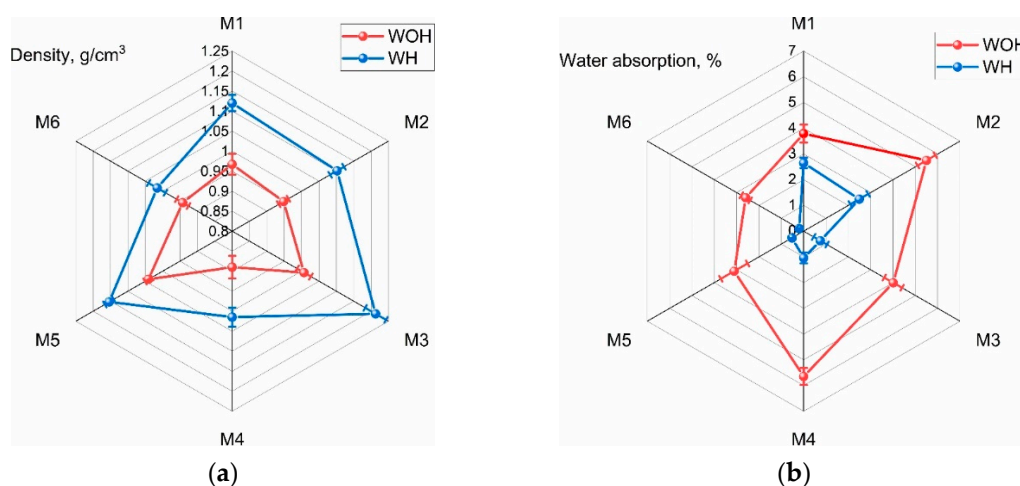 M1
Density, g/cm³
WOH
WH
1.25
1.2
1.15
1.1
1.05
1
0.95
0.9
0.85
0.8
M6
M2
M5
M3
M4
(a)
M1
Water absorption, %
WOH
WH
7
6
5
4
3
2
1
0
M6
M2
M5
M3
M4
(b)